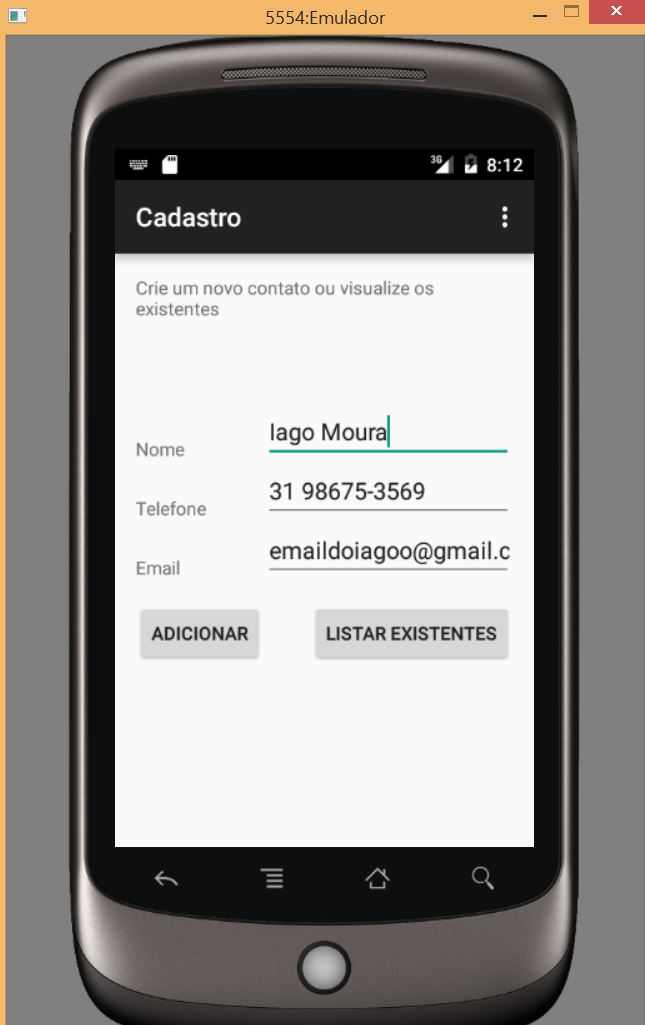 5554:Emulador
3G 8:12
Cadastro
Crie um novo contato ou visualize os
existentes
Nome Iago Moura
Telefone 31 98675-3569
Email emaildoiagoo@gmail.c
ADICIONAR LISTAR EXISTENTES